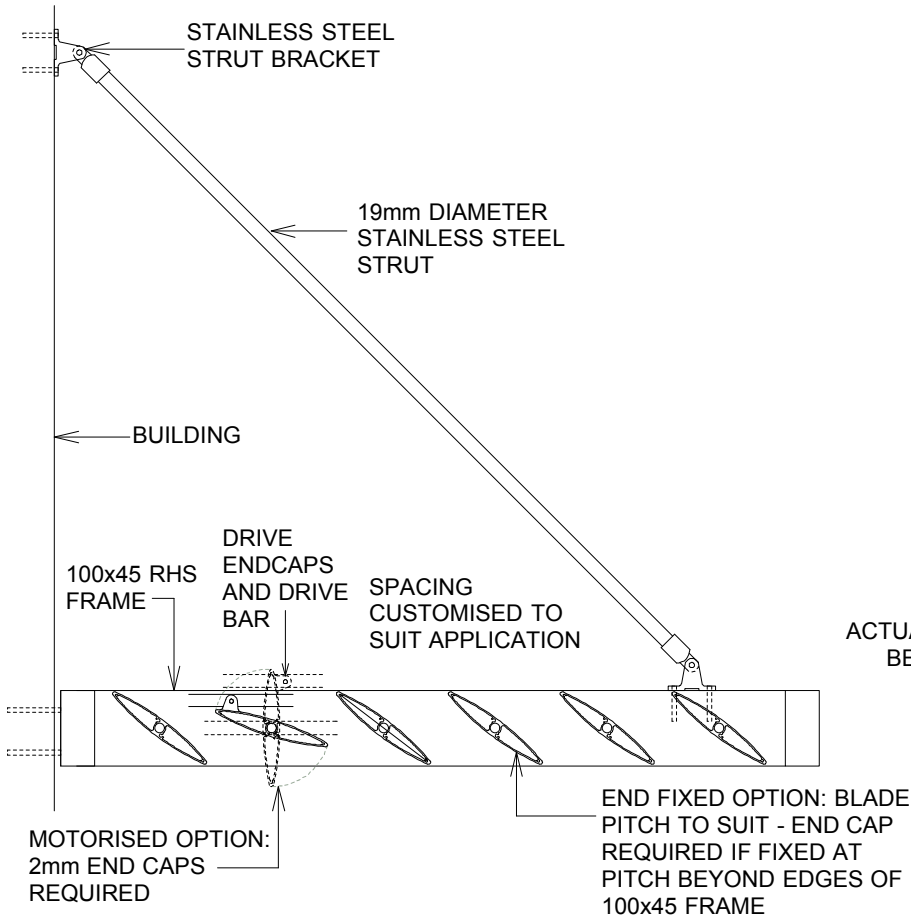 STAINLESS STEEL
STRUT BRACKET
19mm DIAMETER
STAINLESS STEEL
STRUT
BUILDING
DRIVE
ENDCAPS
AND DRIVE
BAR
100x45 RHS
FRAME
SPACING
CUSTOMISED TO
SUIT APPLICATION
ACTUA
BE
MOTORISED OPTION:
2mm END CAPS
REQUIRED
END FIXED OPTION: BLADE
PITCH TO SUIT - END CAP
REQUIRED IF FIXED AT
PITCH BEYOND EDGES OF
100x45 FRAME